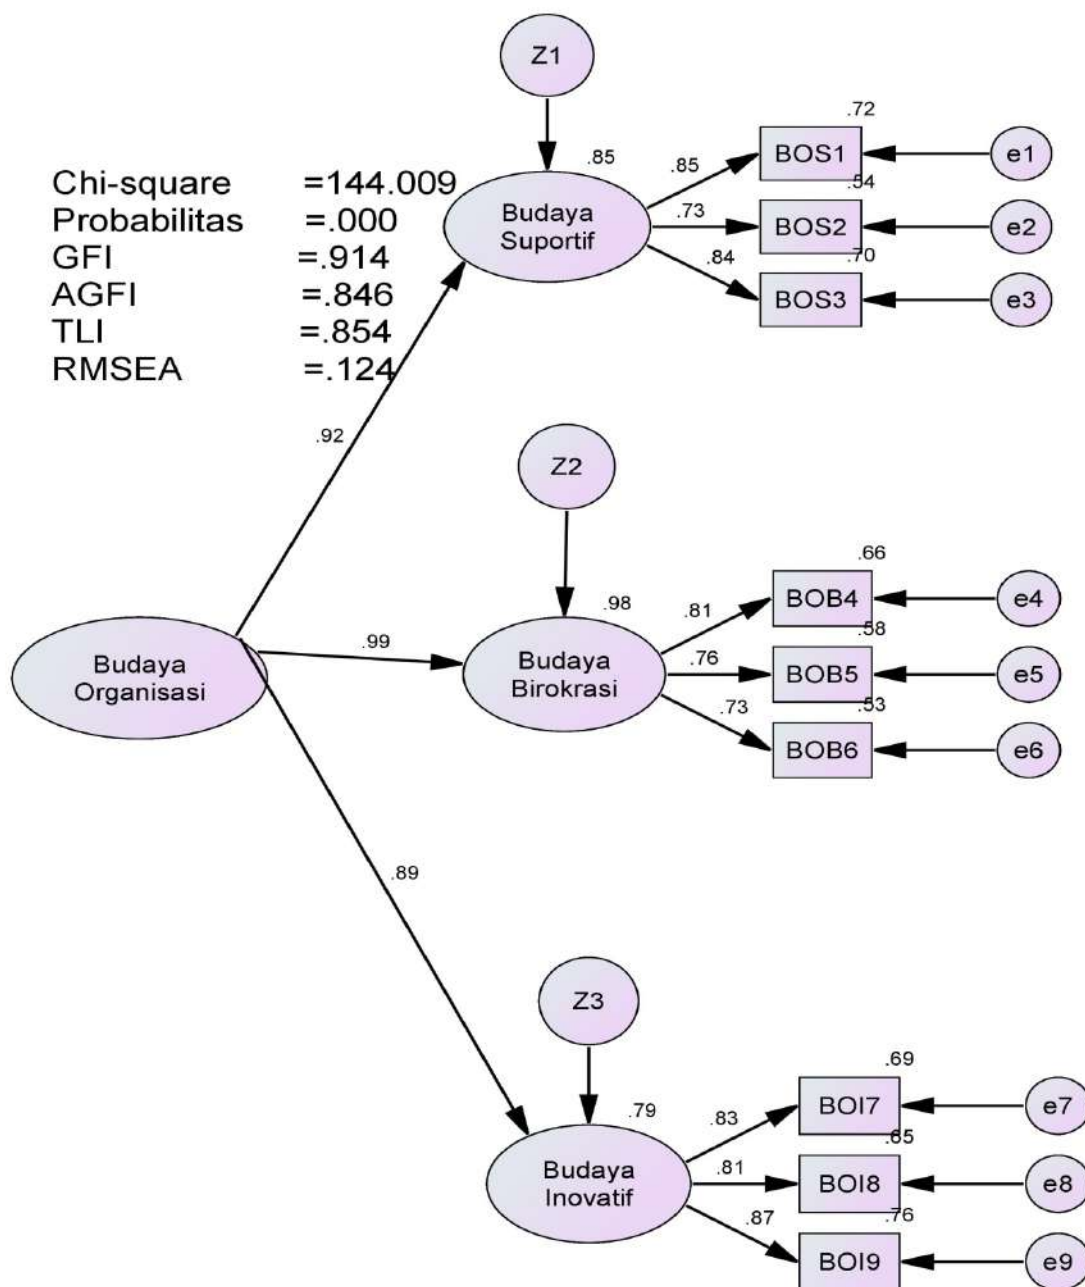 Z1
Chi-square =144.009
Probabilitas =.000
GFI =.914
AGFI =.846
TLI =.854
RMSEA =.124
.85
Budaya
Suportif
.85
.73
.84
.72
BOS1
e1
.54
BOS2
e2
.70
BOS3
e3
.92
Z2
.99
.98
Budaya
Birokrasi
.81
.76
.73
.66
BOB4
e4
.58
BOB5
e5
.53
BOB6
e6
Budaya
Organisasi
.89
Z3
.79
Budaya
Inovatif
.83
.81
.87
.69
BOI7
e7
.65
BOI8
e8
.76
BOI9
e9